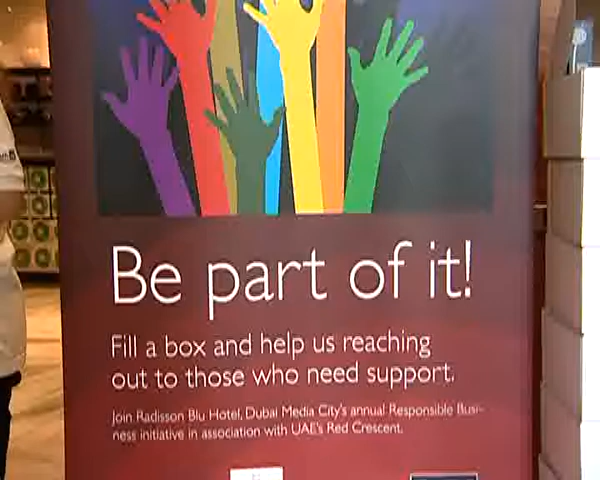 Be part of it!
Fill a box and help us reaching
out to those who need support.
Join Radisson Blu Hotel, Dubai Media City's annual Responsible Busi-
ness initiative in association with UAE's Red Crescent.